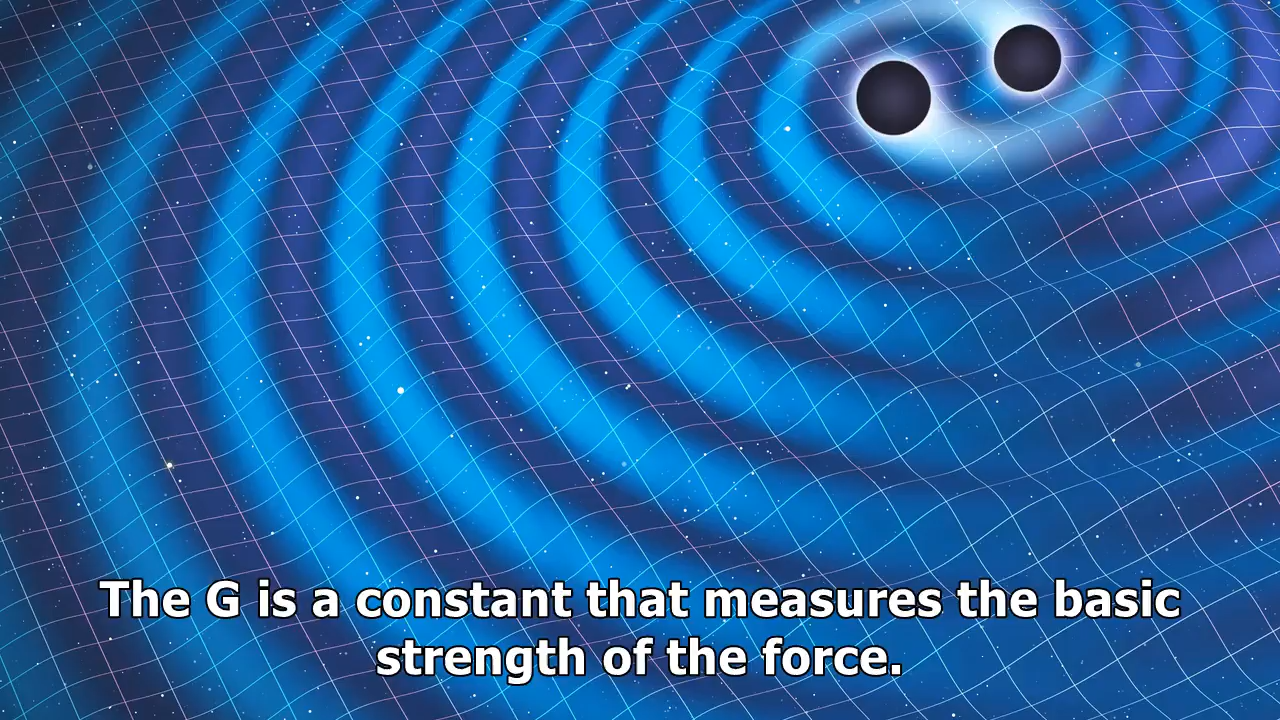 The G is a constant that measures the basic
strength of the force.